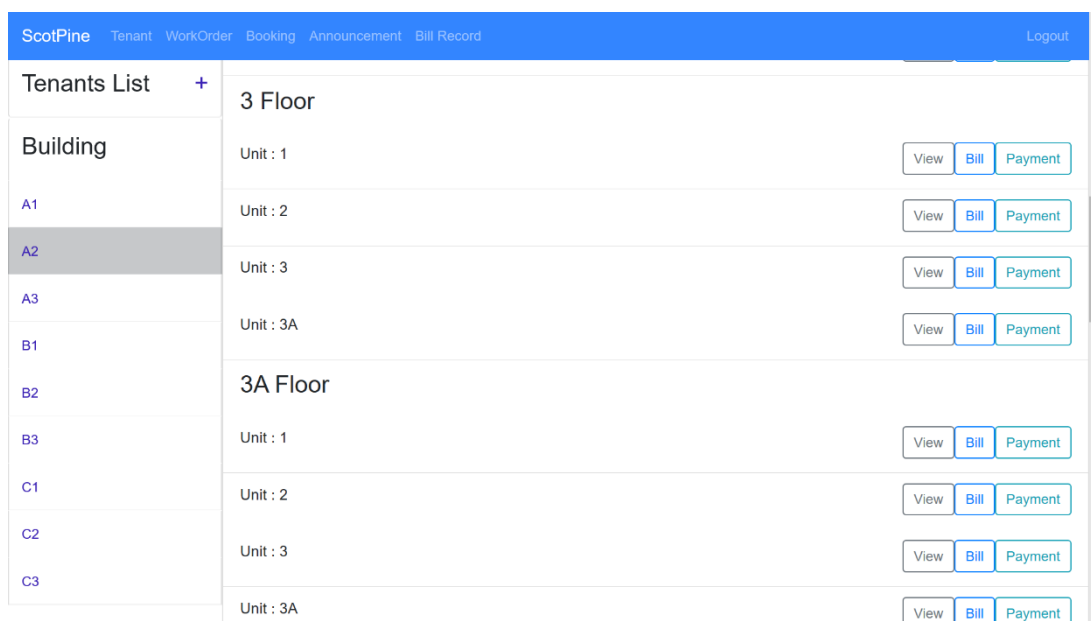 ScotPine Tenant WorkOrder Booking Announcement Bill Record Logout
Tenants List +
Building
A1
A2
A3
B1
B2
B3
C1
C2
C3
3 Floor
Unit : 1 View Bill Payment
Unit : 2 View Bill Payment
Unit : 3 View Bill Payment
Unit : 3A View Bill Payment
3A Floor
Unit : 1 View Bill Payment
Unit : 2 View Bill Payment
Unit : 3 View Bill Payment
Unit : 3A View Bill Payment